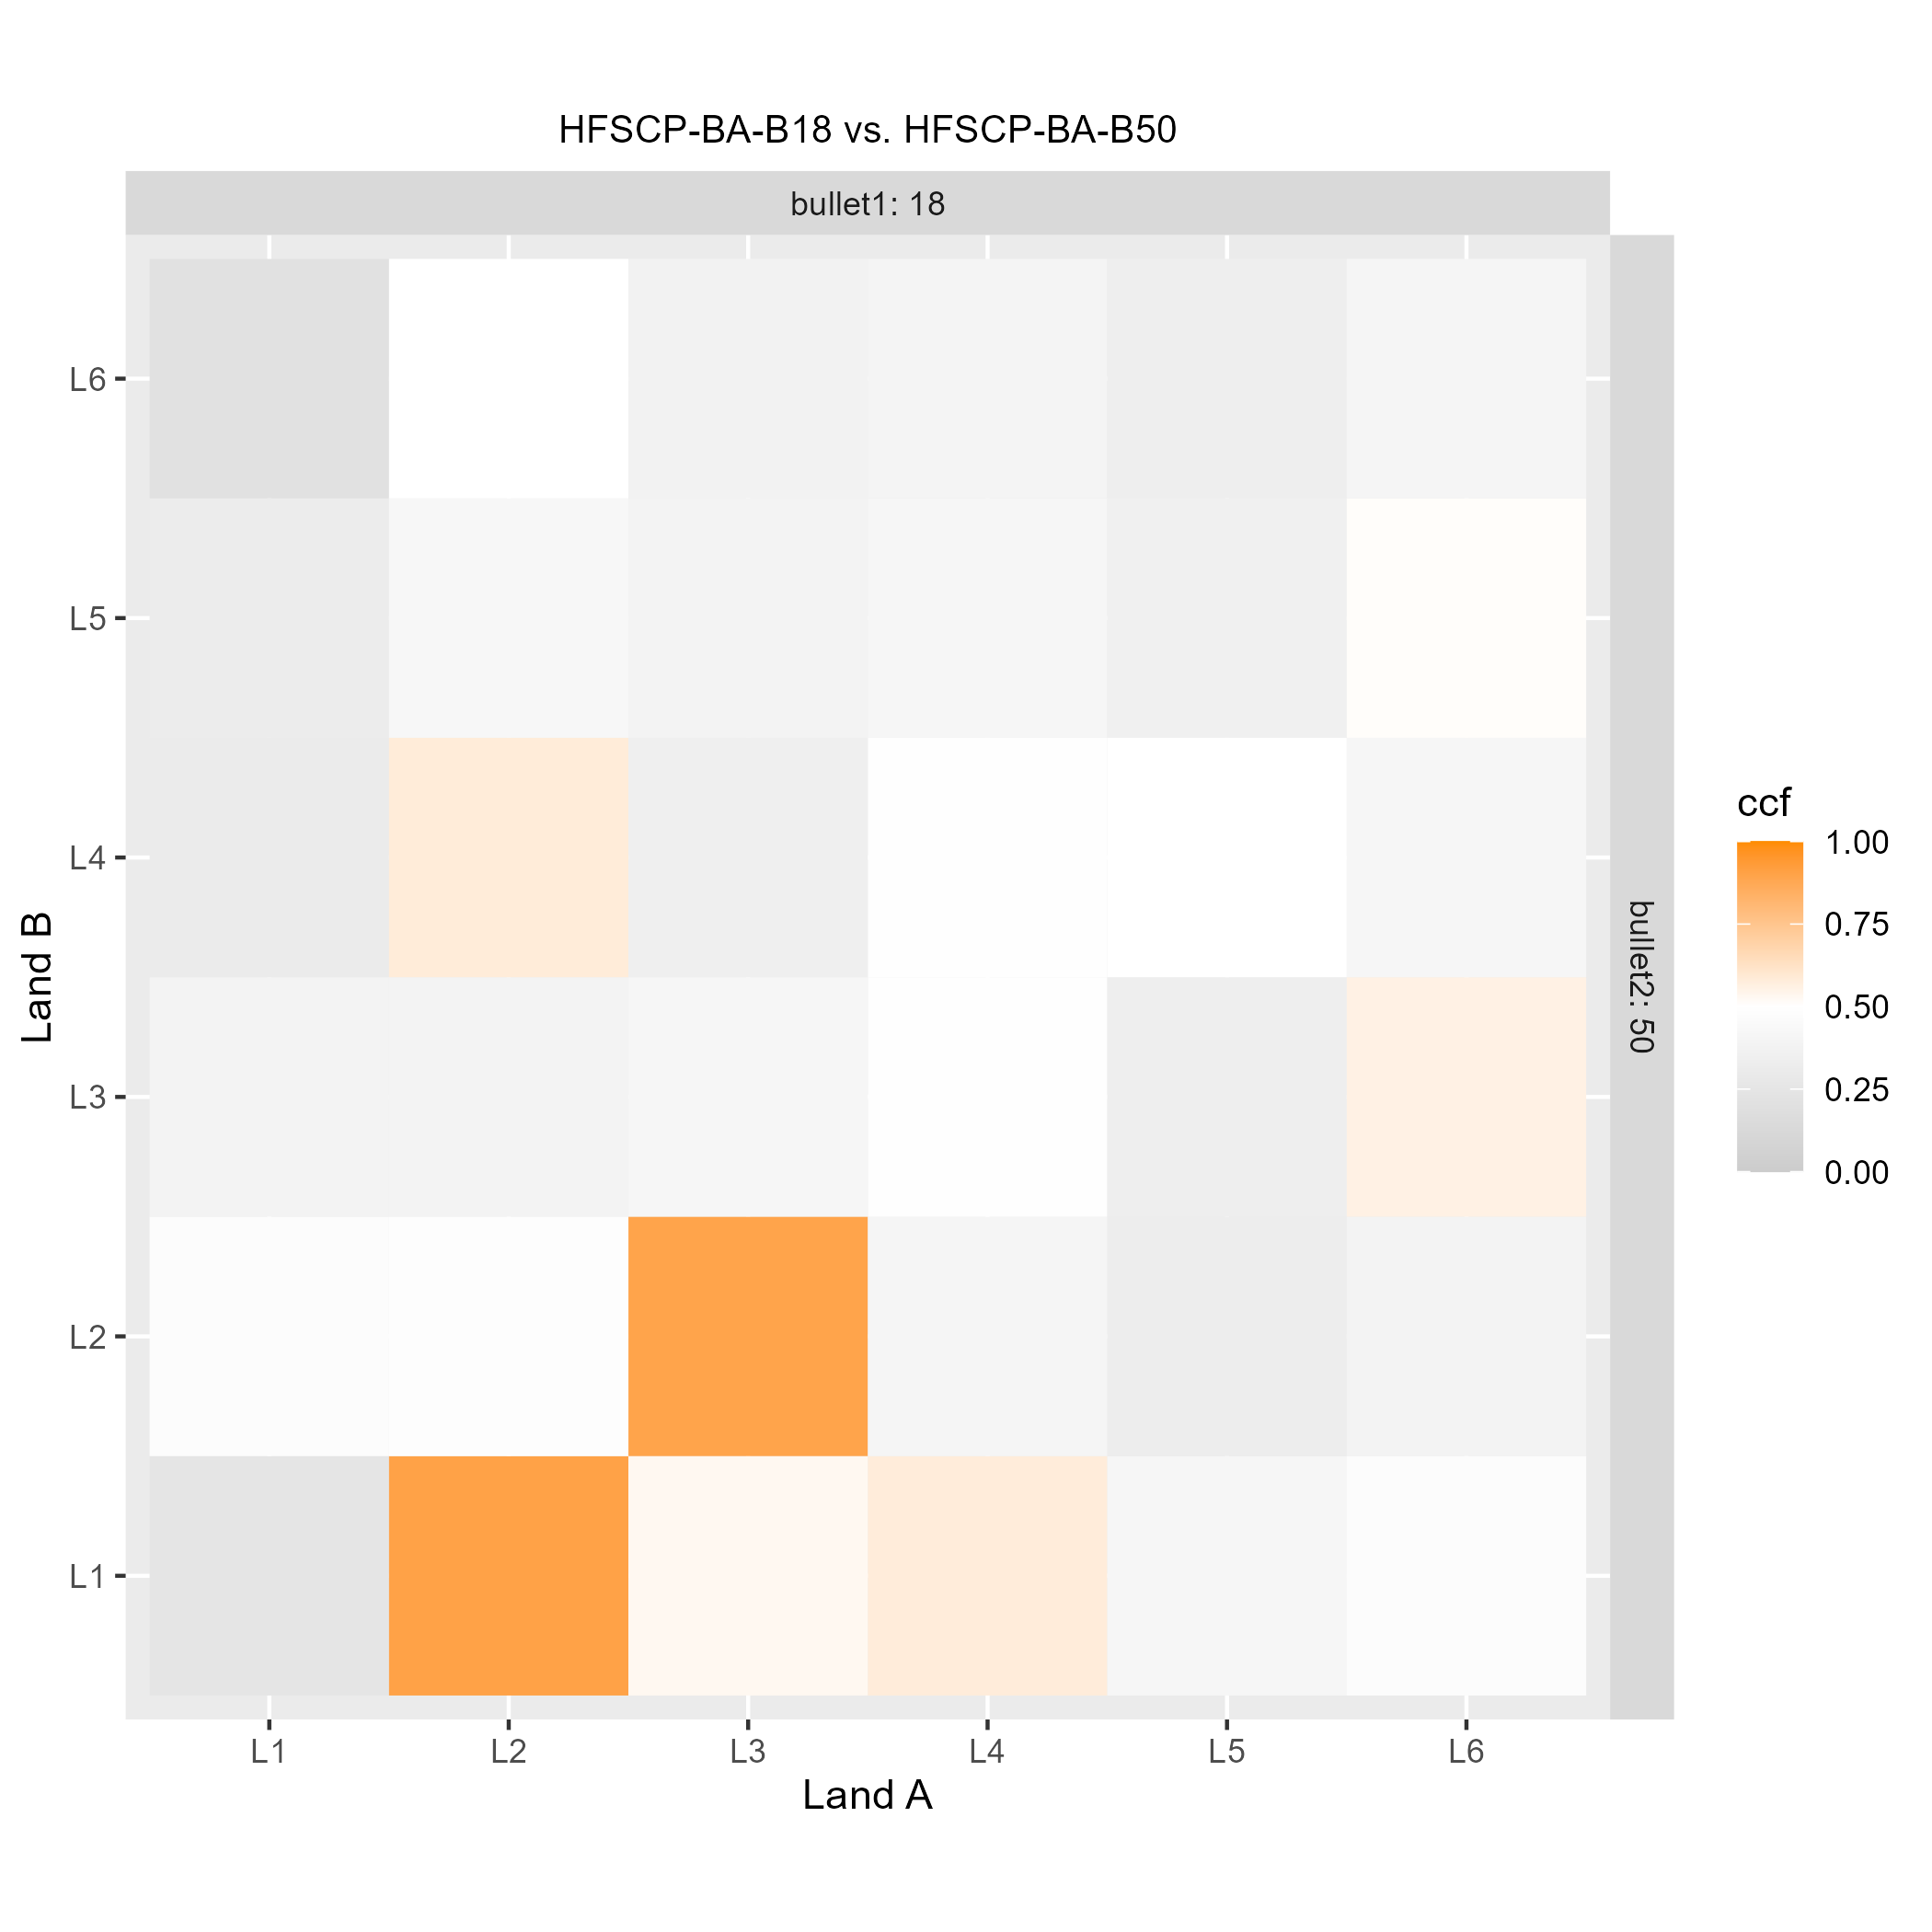 HFSCP-BA-B18 vs. HFSCP-BA-B50
bullet1: 18
L6
L5
L4
L3
L2
L1
Land B
bullet2: 50
L1 L2 L3 L4 L5 L6
Land A
ccf
1.00
0.75
0.50
0.25
0.00